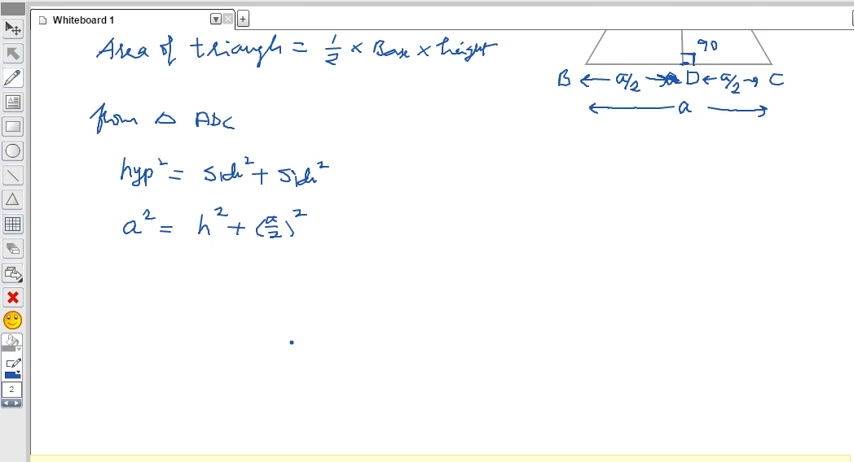 Whiteboard 1
Area of triangle = 1/2 × Base × height
90
B ← a/2 → D ← a/2 → C
← a →
from △ ADC
hyp² = side² + side²
a² = h² + (a/2)²
2